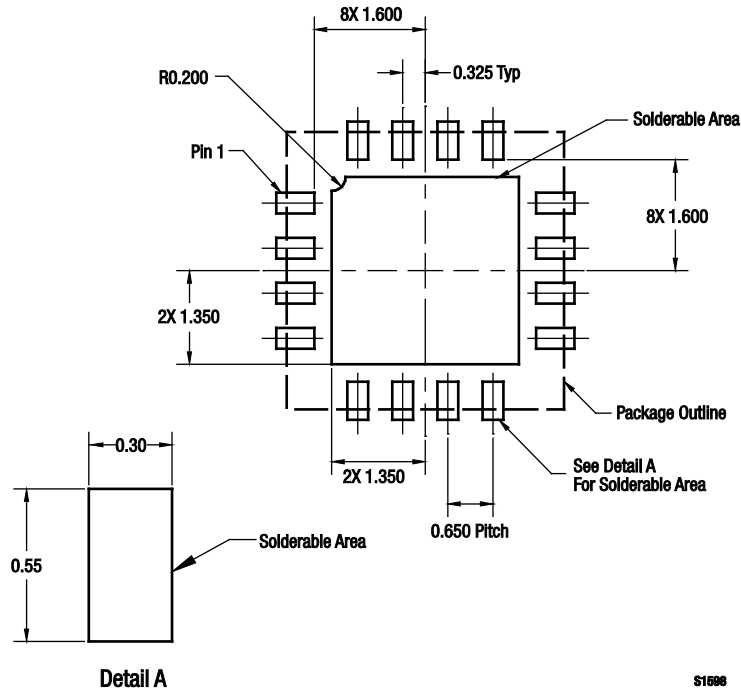 8X 1.600
0.325 Typ
R0.200
Solderable Area
Pin 1
8X 1.600
2X 1.350
Package Outline
2X 1.350
See Detail A
For Solderable Area
0.650 Pitch
0.30
0.55
Solderable Area
Detail A
S1598